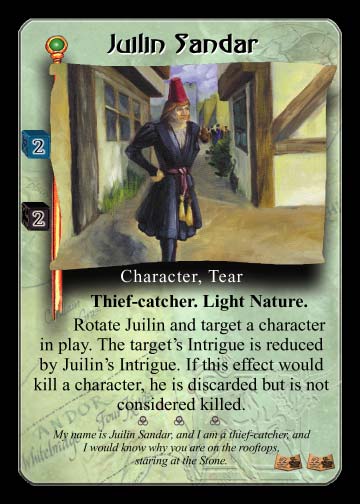 Juilin Sandar
2
2
Character, Tear
Thief-catcher. Light Nature.
Rotate Juilin and target a character
in play. The target's Intrigue is reduced
by Juilin's Intrigue. If this effect would
kill a character, he is discarded but is not
considered killed.
My name is Juilin Sandar, and I am a thief-catcher, and
I would know why you are on the rooftops,
staring at the Stone.